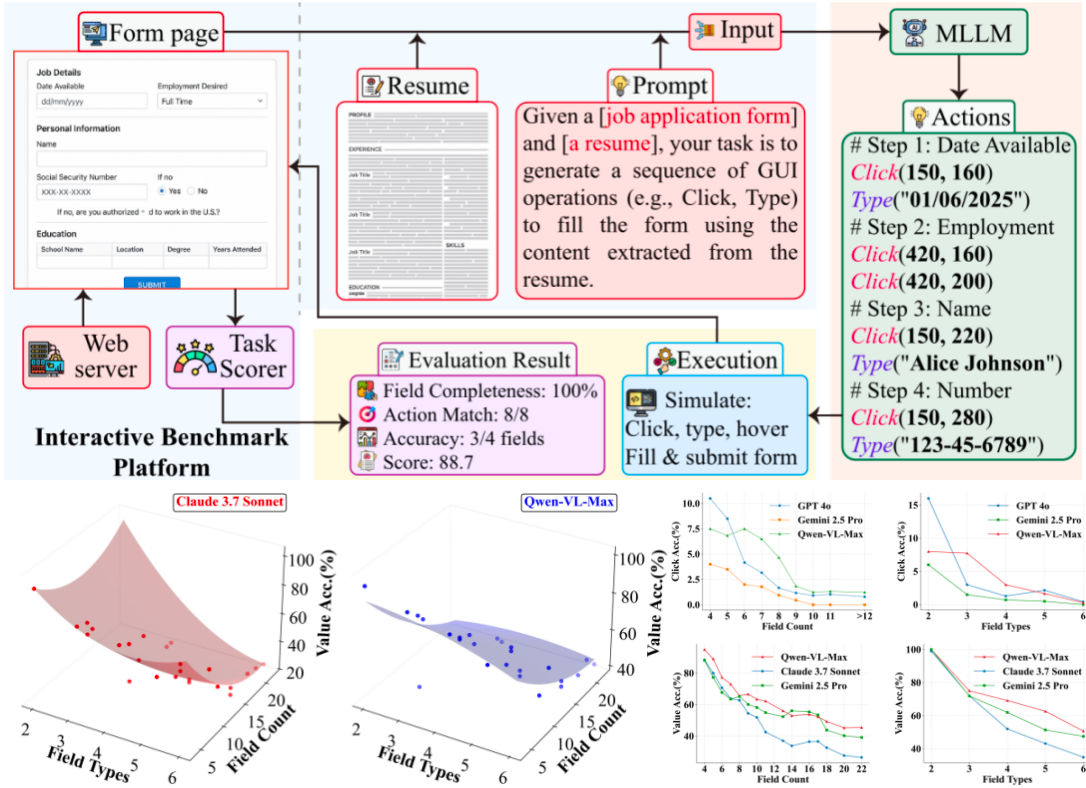 Form page
Input
MLLM
Job Details
Date Available
Employment Desired
dd/mm/yyyy
Full Time
Personal Information
Name
Social Security Number
If no
XXX-XX-XXXX
Yes
No
If no, are you authorized
d to work in the U.S.?
Education
School Name
Location
Degree
Years Attended
SUBMIT
Resume
PROFILE
EXPERIENCE
Job Title
Job Title
Job Title
SKILLS
EDUCATION
Degree
Prompt
Given a [job application form]
and [a resume], your task is to
generate a sequence of GUI
operations (e.g., Click, Type)
to fill the form using the
content extracted from the
resume.
Actions
# Step 1: Date Available
Click(150, 160)
Type("01/06/2025")
# Step 2: Employment
Click(420, 160)
Click(420, 200)
# Step 3: Name
Click(150, 220)
Type("Alice Johnson")
# Step 4: Number
Click(150, 280)
Type("123-45-6789")
Web
server
Task
Scorer
Interactive Benchmark
Platform
Evaluation Result
Field Completeness: 100%
Action Match: 8/8
Accuracy: 3/4 fields
Score: 88.7
Execution
Simulate:
Click, type, hover
Fill & submit form
Claude 3.7 Sonnet
100
80
60
40
20
Value Acc.(%)
2
3
4
5
6
Field Types
5
10
15
20
Field Count
Qwen-VL-Max
100
80
60
40
Value Acc.(%)
2
3
4
5
6
Field Types
5
10
15
20
Field Count
10.0
7.5
5.0
2.5
0.0
Click Acc.(%)
GPT 4o
Gemini 2.5 Pro
Qwen-VL-Max
4 5 6 7 8 9 10 11 >12
Field Count
15
10
5
0
Click Acc.(%)
GPT 4o
Gemini 2.5 Pro
Qwen-VL-Max
2 3 4 5 6
Field Types
80
60
40
Value Acc.(%)
Qwen-VL-Max
Claude 3.7 Sonnet
Gemini 2.5 Pro
4 6 8 10 12 14 16 18 20 22
Field Count
100
80
60
40
Value Acc.(%)
Qwen-VL-Max
Claude 3.7 Sonnet
Gemini 2.5 Pro
2 3 4 5 6
Field Types